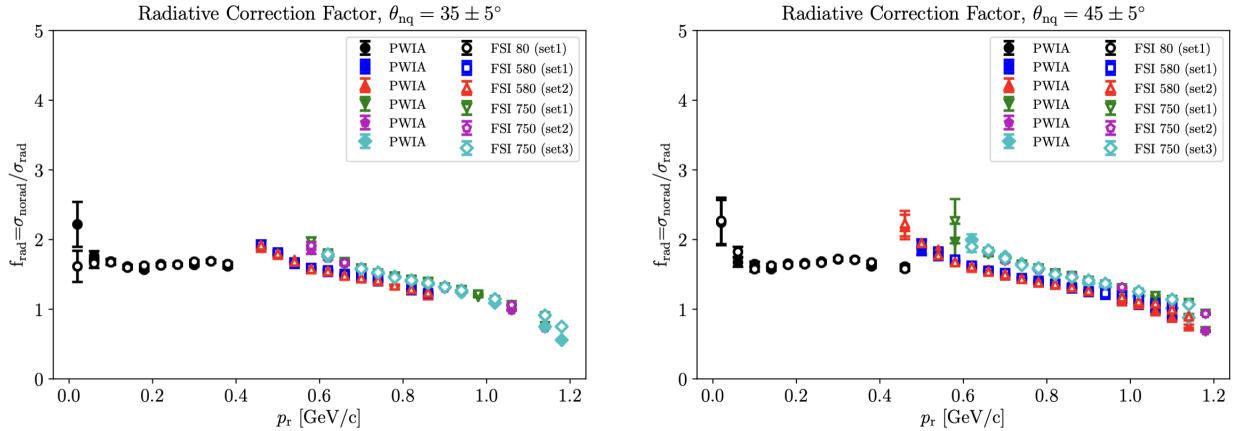 Radiative Correction Factor, θnq = 35 ± 5°
5
4
3
2
1
0
frad=σnorad/σrad
PWIA FSI 80 (set1)
PWIA FSI 580 (set1)
PWIA FSI 580 (set2)
PWIA FSI 750 (set1)
PWIA FSI 750 (set2)
PWIA FSI 750 (set3)
0.0 0.2 0.4 0.6 0.8 1.0 1.2
pr [GeV/c]
Radiative Correction Factor, θnq = 45 ± 5°
5
4
3
2
1
0
frad=σnorad/σrad
PWIA FSI 80 (set1)
PWIA FSI 580 (set1)
PWIA FSI 580 (set2)
PWIA FSI 750 (set1)
PWIA FSI 750 (set2)
PWIA FSI 750 (set3)
0.0 0.2 0.4 0.6 0.8 1.0 1.2
pr [GeV/c]